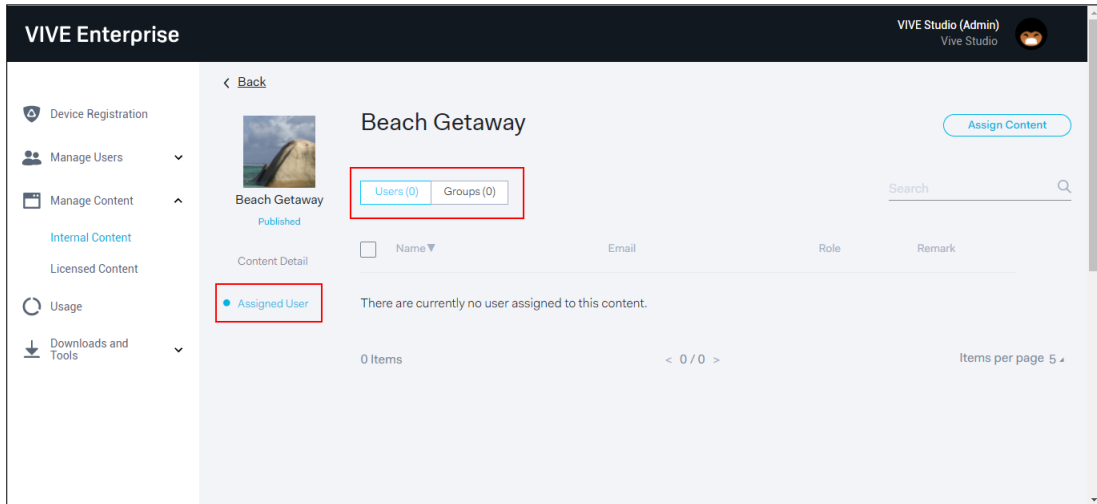 VIVE Enterprise
VIVE Studio (Admin)
Vive Studio
Device Registration
Manage Users
Manage Content
Internal Content
Licensed Content
Usage
Downloads and
Tools
< Back
Beach Getaway
Published
Content Detail
Assigned User
Beach Getaway
Assign Content
Users (0) Groups (0)
Search
Name▼ Email Role Remark
There are currently no user assigned to this content.
0 Items < 0 / 0 > Items per page 5